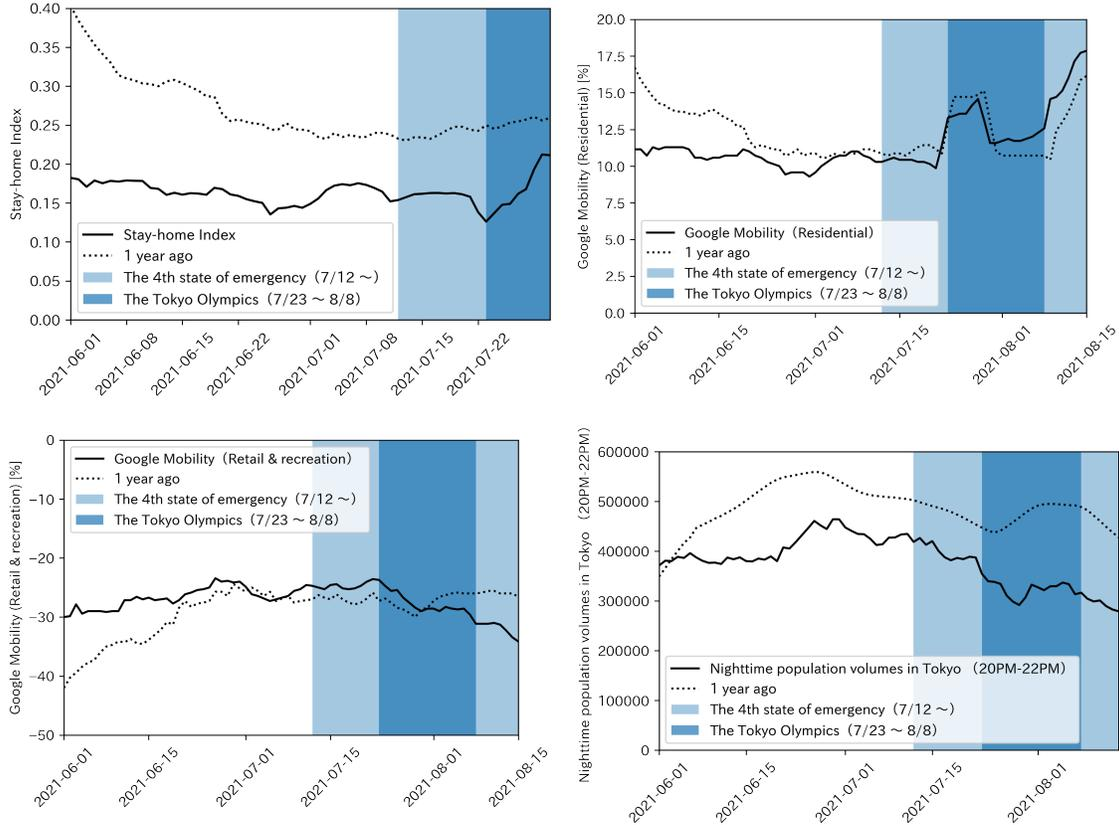 0.40
0.35
0.30
0.25
0.20
0.15
0.10
0.05
0.00
Stay-home Index
Stay-home Index
1 year ago
The 4th state of emergency（7/12 〜）
The Tokyo Olympics（7/23 〜 8/8）
2021-06-01
2021-06-08
2021-06-15
2021-06-22
2021-07-01
2021-07-08
2021-07-15
2021-07-22
20.0
17.5
15.0
12.5
10.0
7.5
5.0
2.5
0.0
Google Mobility (Residential) [%]
Google Mobility（Residential）
1 year ago
The 4th state of emergency（7/12 〜）
The Tokyo Olympics（7/23 〜 8/8）
2021-06-01
2021-06-15
2021-07-01
2021-07-15
2021-08-01
2021-08-15
0
−10
−20
−30
−40
−50
Google Mobility (Retail & recreation) [%]
Google Mobility（Retail & recreation）
1 year ago
The 4th state of emergency（7/12 〜）
The Tokyo Olympics（7/23 〜 8/8）
2021-06-01
2021-06-15
2021-07-01
2021-07-15
2021-08-01
2021-08-15
600000
500000
400000
300000
200000
100000
0
Nighttime population volumes in Tokyo （20PM-22PM）
Nighttime population volumes in Tokyo （20PM-22PM）
1 year ago
The 4th state of emergency（7/12 〜）
The Tokyo Olympics（7/23 〜 8/8）
2021-06-01
2021-06-15
2021-07-01
2021-07-15
2021-08-01